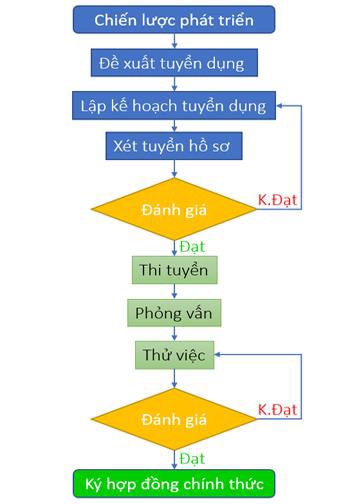 Chiến lược phát triển
Đề xuất tuyển dụng
Lập kế hoạch tuyển dụng
Xét tuyển hồ sơ
Đánh giá
K.Đạt
Đạt
Thi tuyển
Phỏng vấn
Thử việc
Đánh giá
K.Đạt
Đạt
Ký hợp đồng chính thức